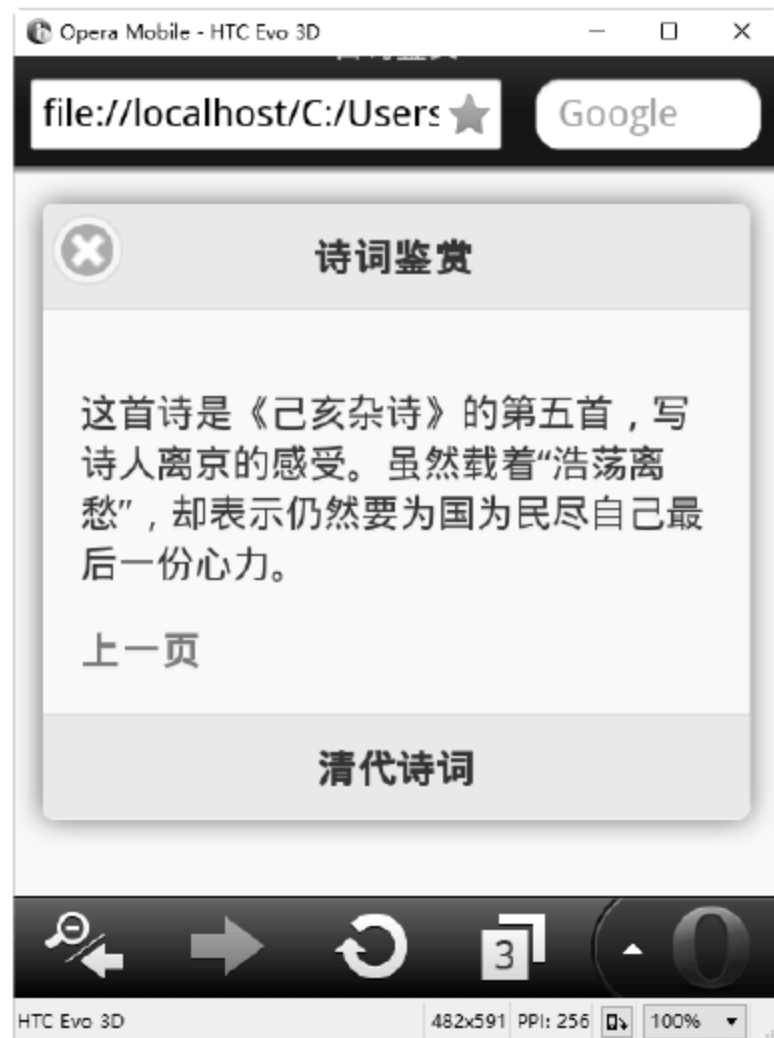 Opera Mobile - HTC Evo 3D
file://localhost/C:/Users
Google
诗词鉴赏
这首诗是《己亥杂诗》的第五首，写
诗人离京的感受。虽然载着“浩荡离
愁”，却表示仍然要为国为民尽自己最
后一份心力。
上一页
清代诗词
3
HTC Evo 3D
482x591
PPI: 256
100%